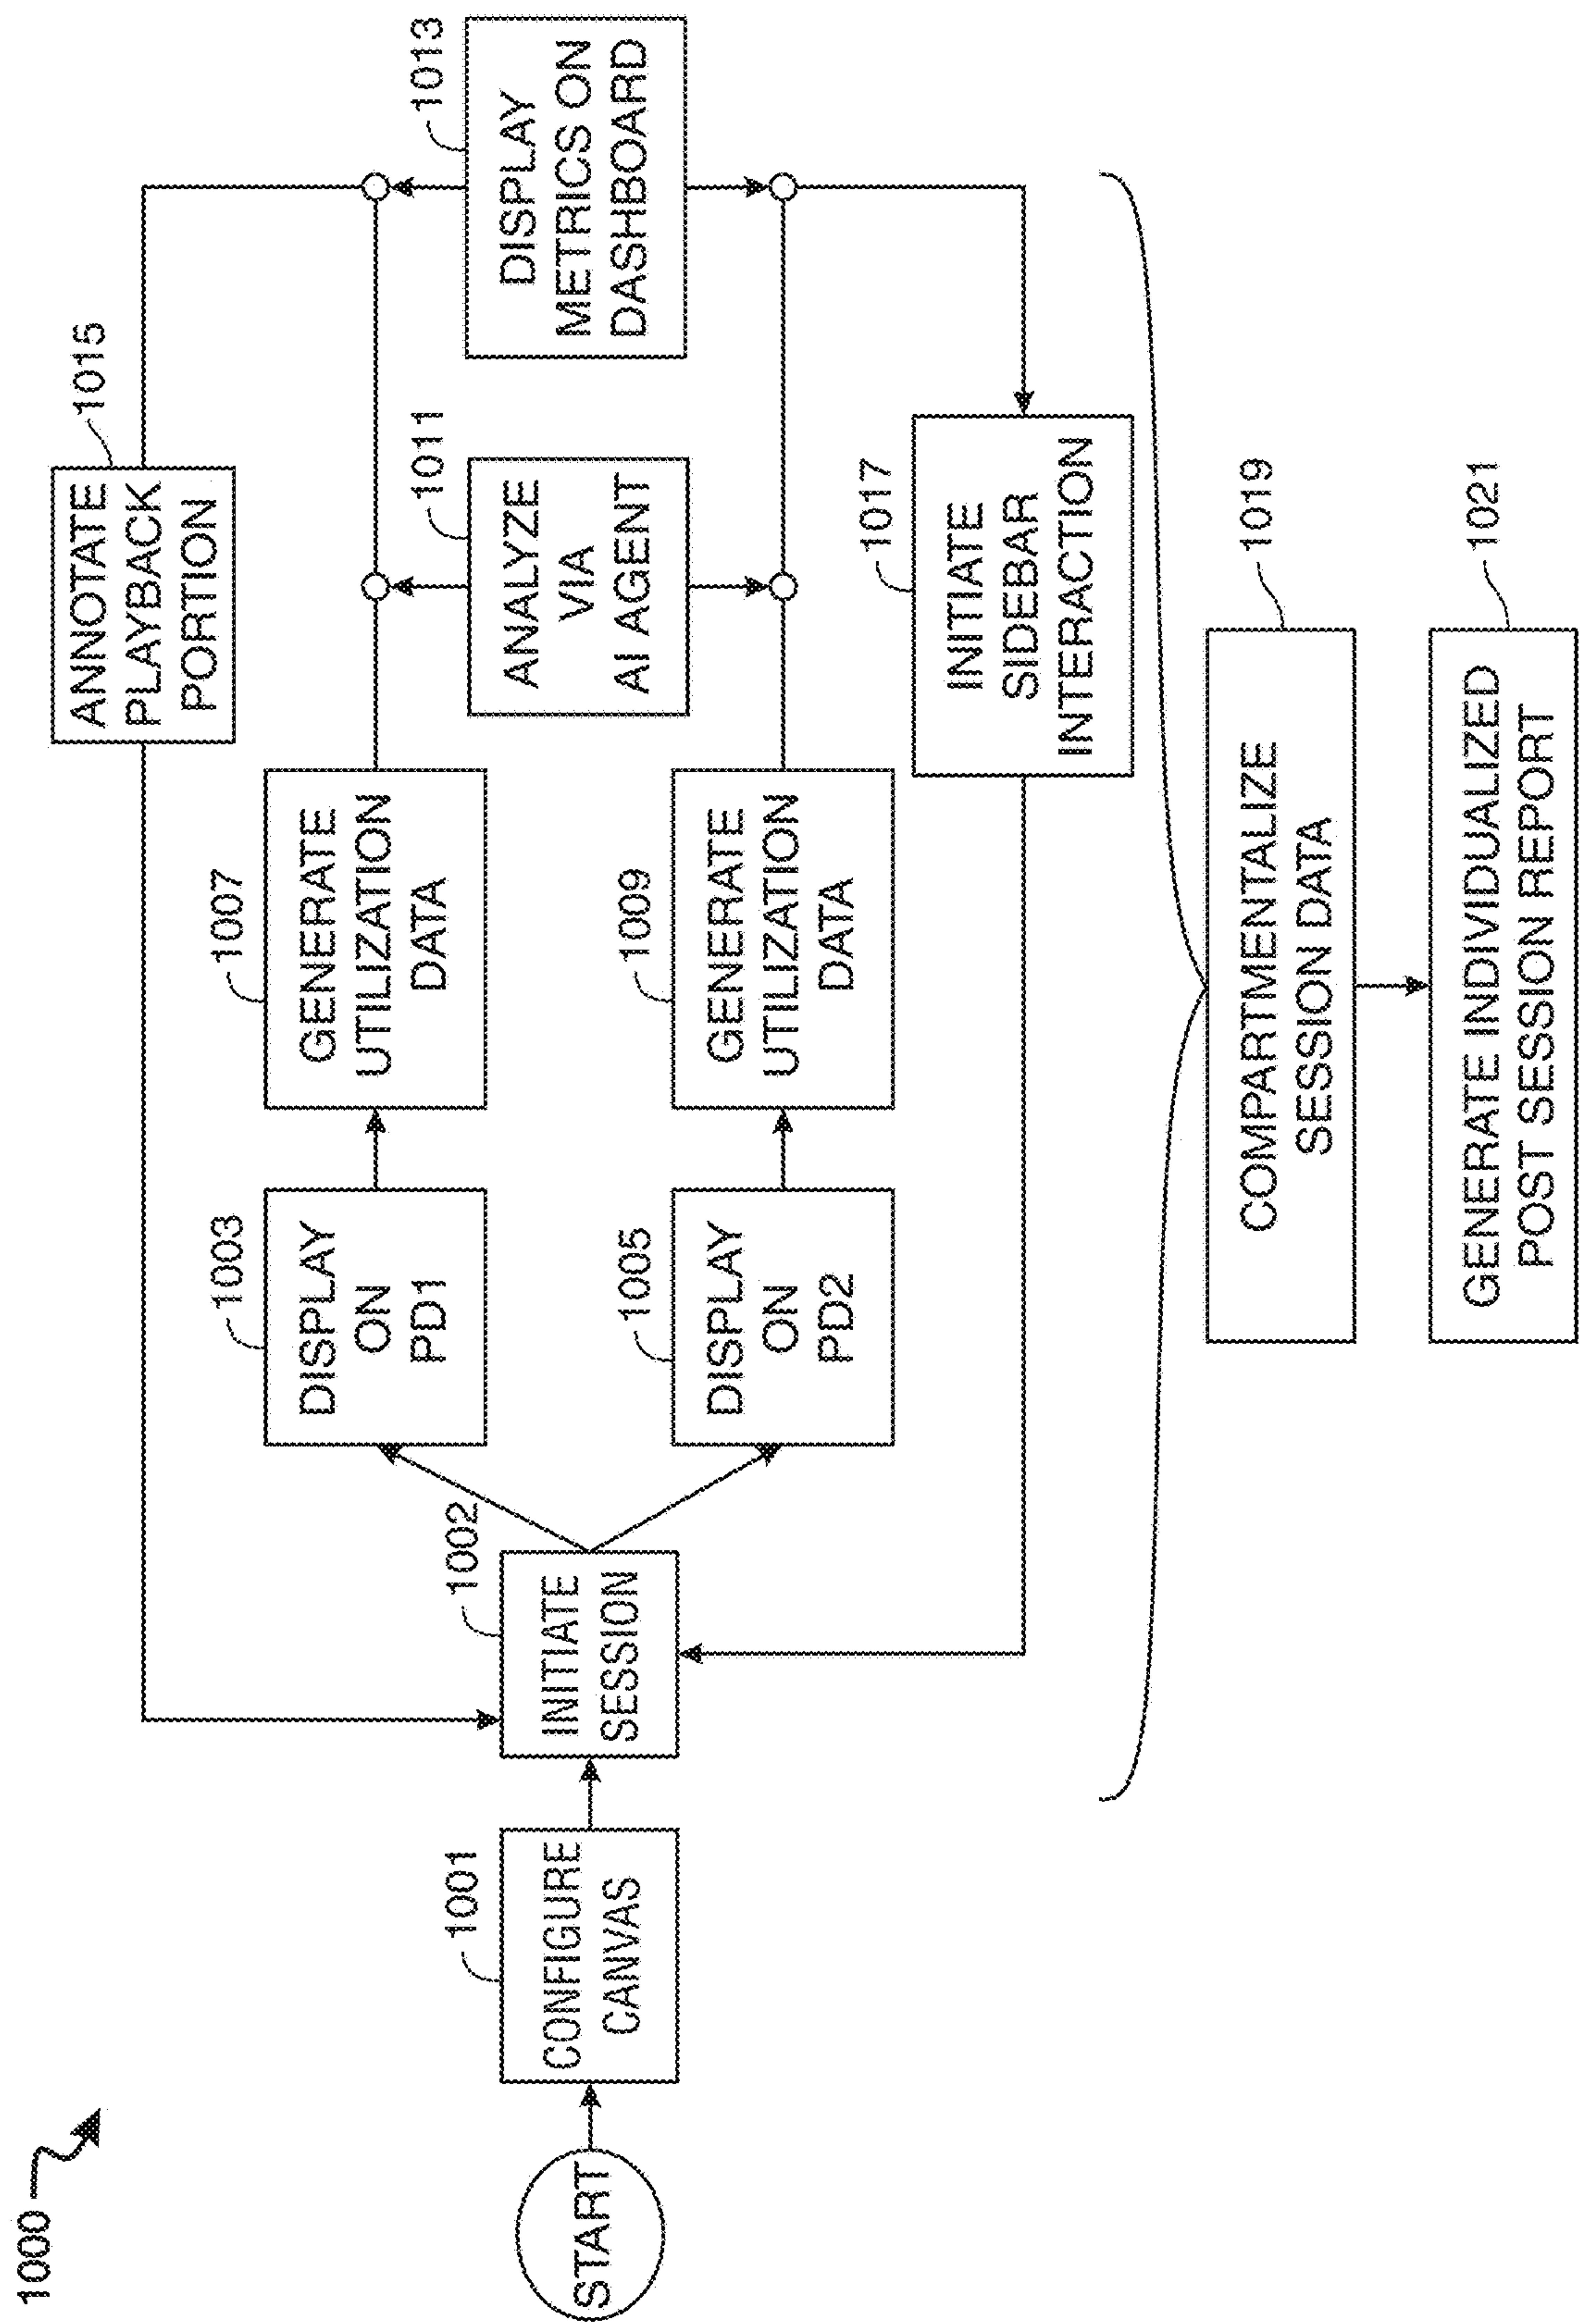 1000
START
1001
CONFIGURE
CANVAS
1002
INITIATE
SESSION
1003
DISPLAY
ON
PD1
1005
DISPLAY
ON
PD2
1007
GENERATE
UTILIZATION
DATA
1009
GENERATE
UTILIZATION
DATA
1011
ANALYZE
VIA
AI AGENT
1013
DISPLAY
METRICS ON
DASHBOARD
1015
ANNOTATE
PLAYBACK
PORTION
1017
INITIATE
SIDEBAR
INTERACTION
1019
COMPARTMENTALIZE
SESSION DATA
1021
GENERATE INDIVIDUALIZED
POST SESSION REPORT